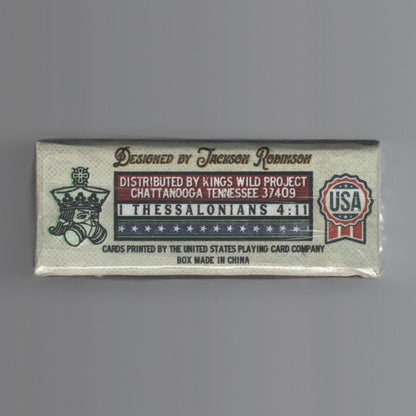 Designed by Jackson Robinson
DISTRIBUTED BY KINGS WILD PROJECT
CHATTANOOGA TENNESSEE 37409
1 THESSALONIANS 4:11
USA
CARDS PRINTED BY THE UNITED STATES PLAYING CARD COMPANY
BOX MADE IN CHINA